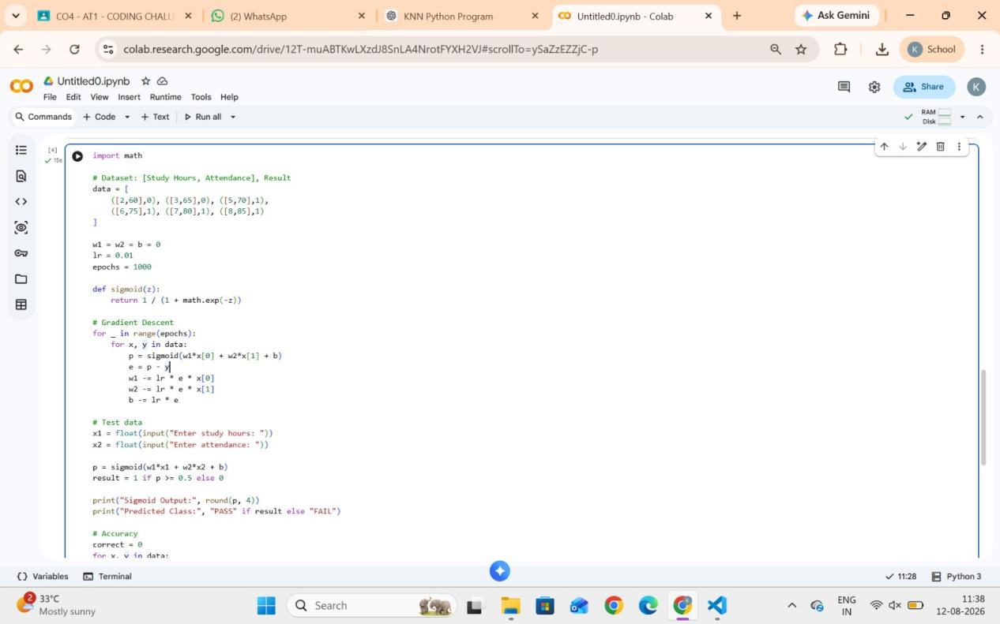 CO4 - AT1 - CODING CHALL
(2) WhatsApp
KNN Python Program
Untitled0.ipynb - Colab
Ask Gemini
colab.research.google.com/drive/12T-muABTKwLXzdJ8SnLA4NrotFYXH2VJ#scrollTo=ySaZzEZZjC-p
K School
Untitled0.ipynb
File Edit View Insert Runtime Tools Help
Share
K
Commands + Code + Text Run all
RAM
Disk
[4]
15s
import math
# Dataset: [Study Hours, Attendance], Result
data = [
([2,60],0), ([3,65],0), ([5,70],1),
([6,75],1), ([7,80],1), ([8,85],1)
]
w1 = w2 = b = 0
lr = 0.01
epochs = 1000
def sigmoid(z):
return 1 / (1 + math.exp(-z))
# Gradient Descent
for _ in range(epochs):
for x, y in data:
p = sigmoid(w1*x[0] + w2*x[1] + b)
e = p - y
w1 -= lr * e * x[0]
w2 -= lr * e * x[1]
b -= lr * e
# Test data
x1 = float(input("Enter study hours: "))
x2 = float(input("Enter attendance: "))
p = sigmoid(w1*x1 + w2*x2 + b)
result = 1 if p >= 0.5 else 0
print("Sigmoid Output:", round(p, 4))
print("Predicted Class:", "PASS" if result else "FAIL")
# Accuracy
correct = 0
for x, y in data:
{} Variables Terminal
11:28 Python 3
2
33°C
Mostly sunny
Search
ENG
IN
11:38
12-08-2026